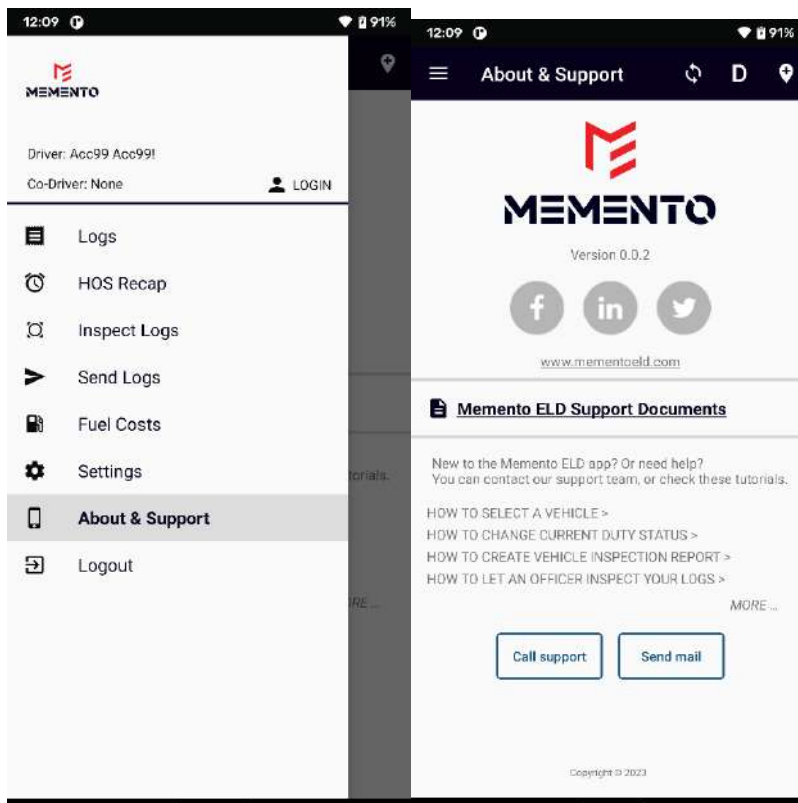 12:09
91%
MEMENTO
Driver: Acc99 Acc99!
Co-Driver: None
LOGIN
Logs
HOS Recap
Inspect Logs
Send Logs
Fuel Costs
Settings
About & Support
Logout
torials.
RE ...
12:09
91%
About & Support
D
MEMENTO
Version 0.0.2
f in
www.mementoeld.com
Memento ELD Support Documents
New to the Memento ELD app? Or need help?
You can contact our support team, or check these tutorials.
HOW TO SELECT A VEHICLE >
HOW TO CHANGE CURRENT DUTY STATUS >
HOW TO CREATE VEHICLE INSPECTION REPORT >
HOW TO LET AN OFFICER INSPECT YOUR LOGS >
MORE ...
Call support
Send mail
Copyright © 2023